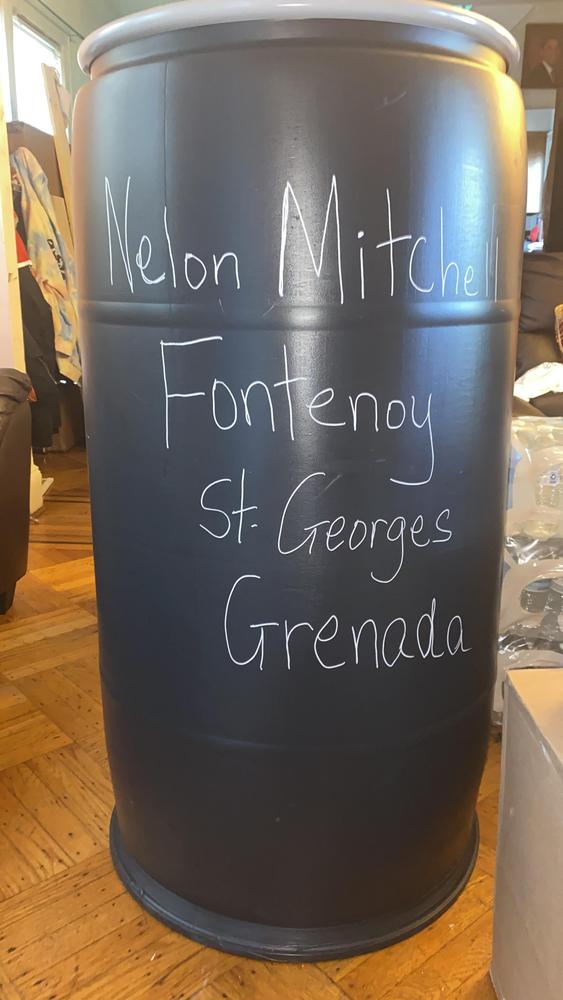 Nelon Mitchell
Fontenoy
St. Georges
Grenada